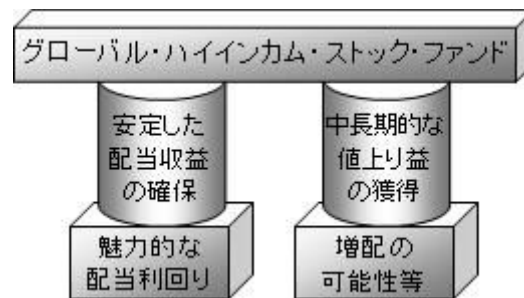 グローバル・ハイインカム・ストック・ファンド
安定した
配当収益
の確保
中長期的な
値上り益
の獲得
魅力的な
配当利回り
増配の
可能性等